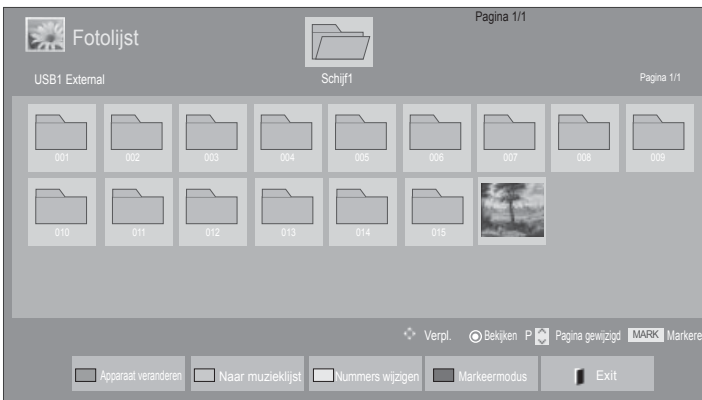 Pagina 1/1
Fotolijst
USB1 External Schijf1 Pagina 1/1
001 002 003 004 005 006 007 008 009
010 011 012 013 014 015
Verpl. Bekijken P Pagina gewijzigd MARK Markere
Apparaat veranderen Naar muzieklijst Nummers wijzigen Markeermodus Exit